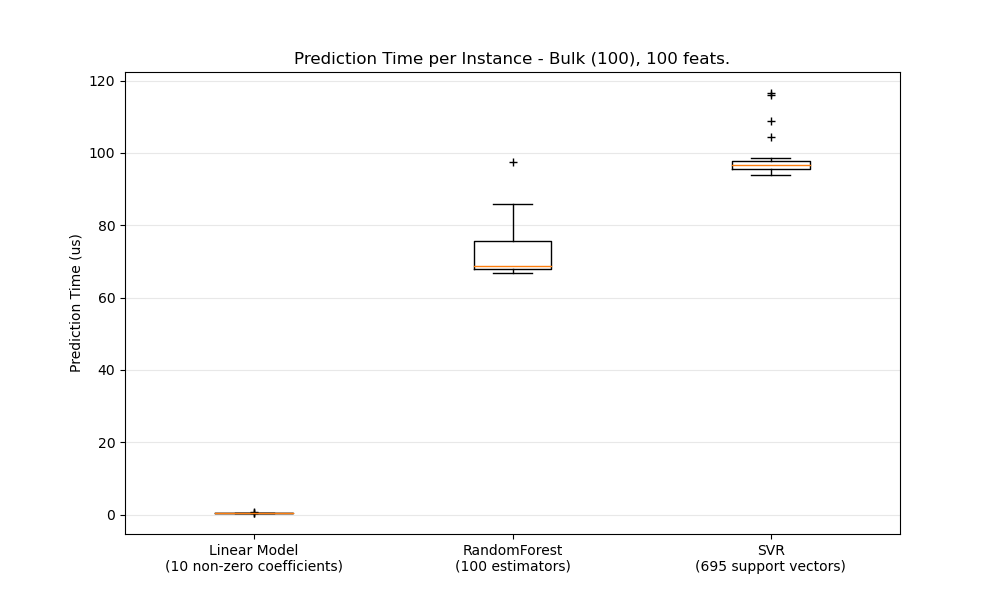 Prediction Time per Instance - Bulk (100), 100 feats.
Prediction Time (us)
120
100
80
60
40
20
0
Linear Model
(10 non-zero coefficients)
RandomForest
(100 estimators)
SVR
(695 support vectors)